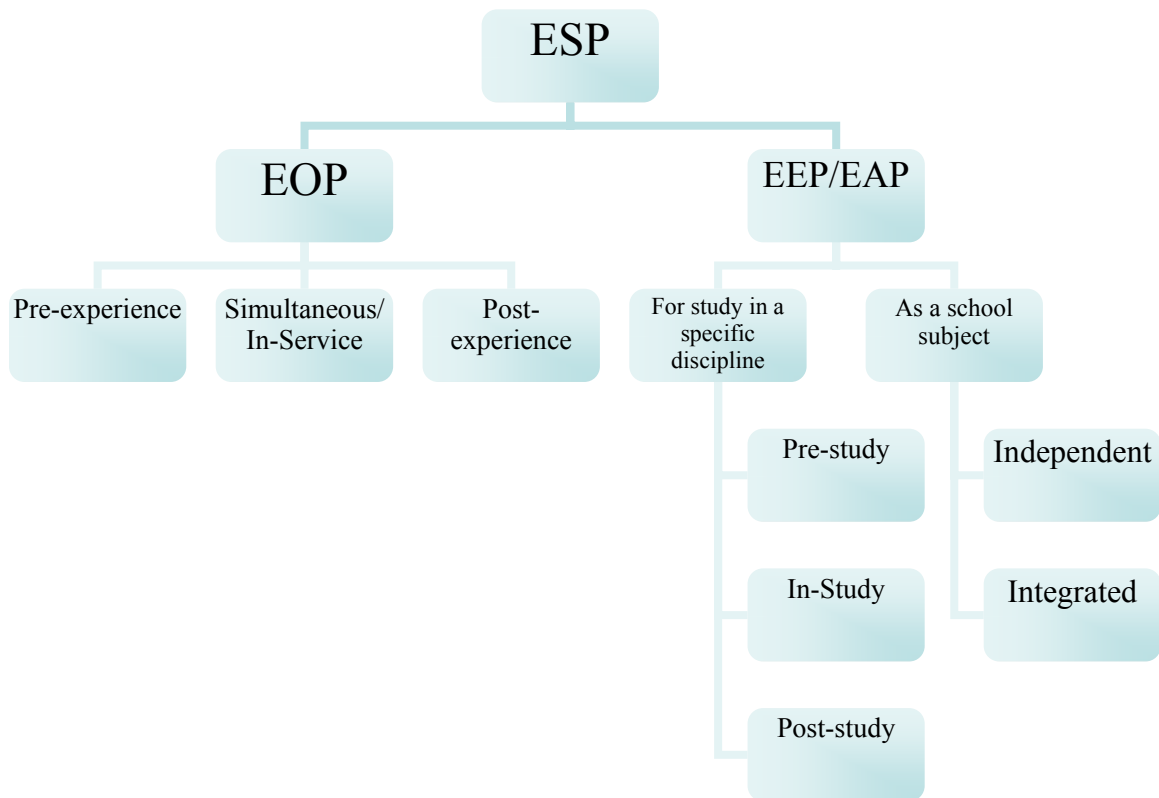 ESP
EOP
EEP/EAP
Pre-experience
Simultaneous/
In-Service
Post-
experience
For study in a
specific
discipline
As a school
subject
Pre-study
Independent
In-Study
Integrated
Post-study